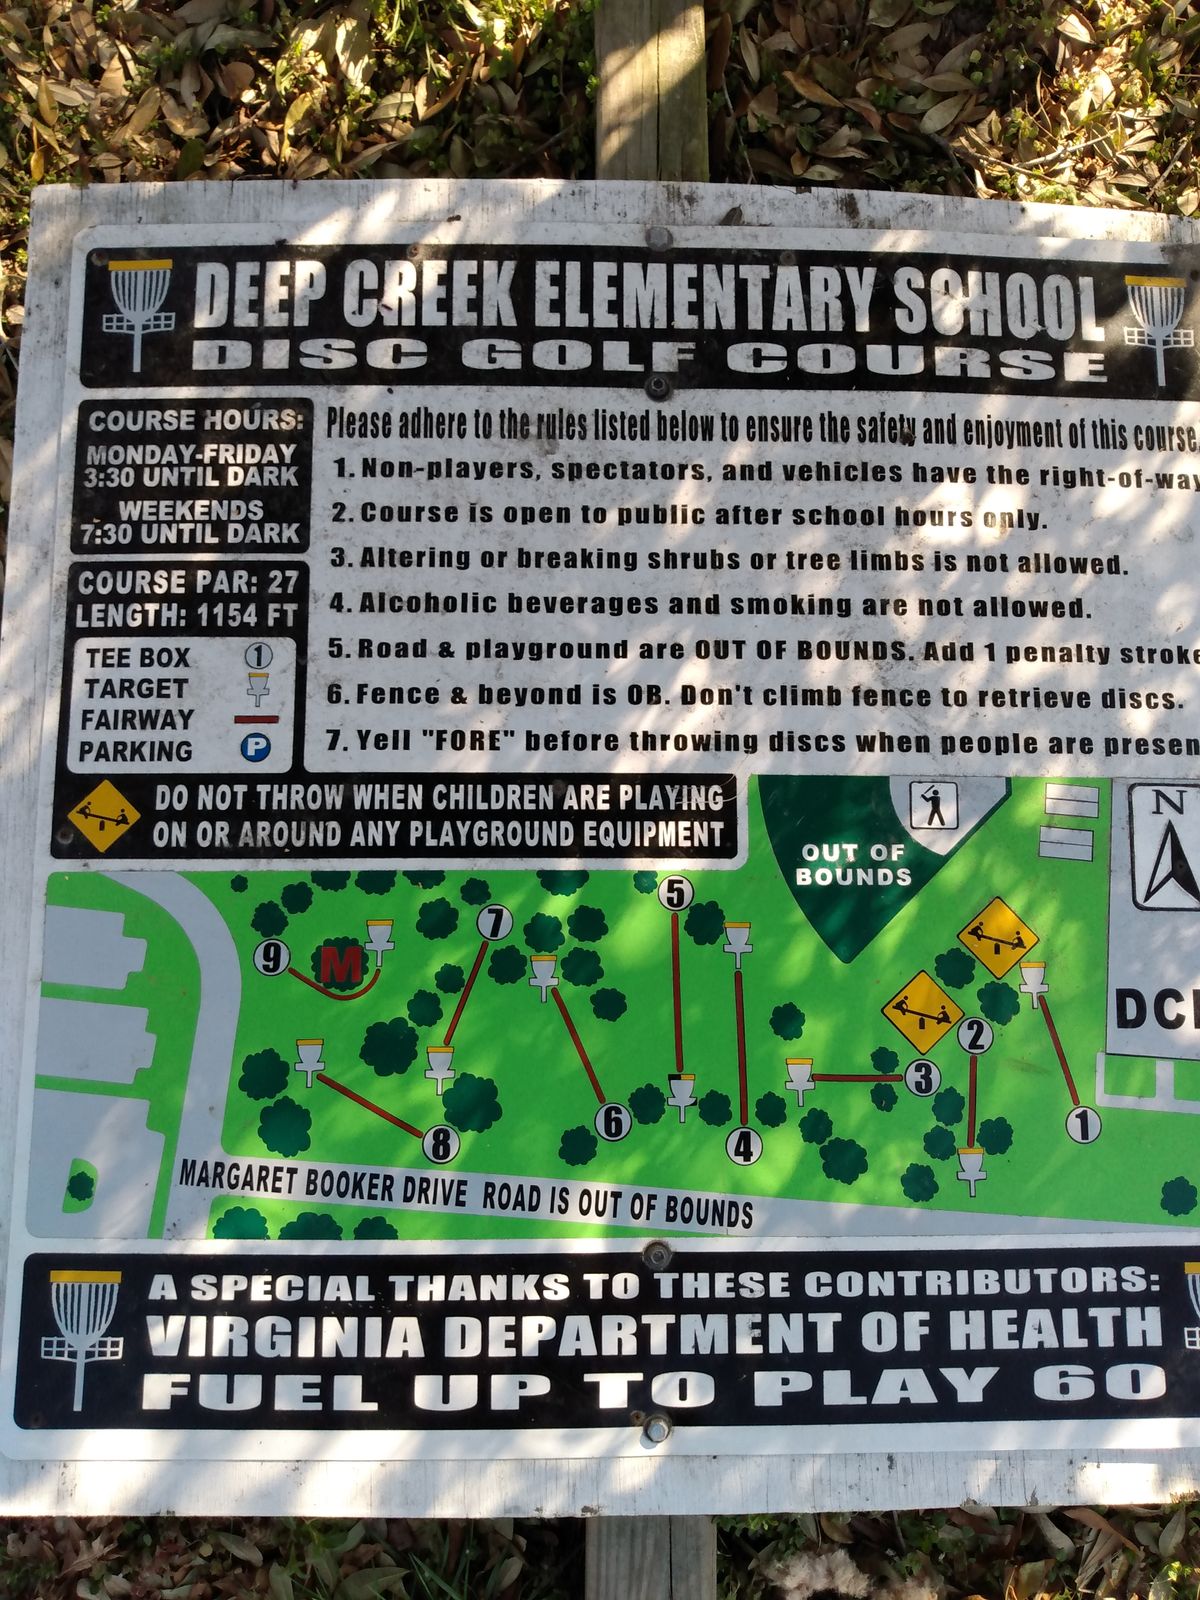 DEEP CREEK ELEMENTARY SCHOOL
DISC GOLF COURSE
COURSE HOURS:
MONDAY-FRIDAY
3:30 UNTIL DARK
WEEKENDS
7:30 UNTIL DARK
COURSE PAR: 27
LENGTH: 1154 FT
TEE BOX 1
TARGET
FAIRWAY
PARKING P
Please adhere to the rules listed below to ensure the safety and enjoyment of this course.
1. Non-players, spectators, and vehicles have the right-of-way
2. Course is open to public after school hours only.
3. Altering or breaking shrubs or tree limbs is not allowed.
4. Alcoholic beverages and smoking are not allowed.
5. Road & playground are OUT OF BOUNDS. Add 1 penalty stroke
6. Fence & beyond is OB. Don't climb fence to retrieve discs.
7. Yell "FORE" before throwing discs when people are presen
DO NOT THROW WHEN CHILDREN ARE PLAYING
ON OR AROUND ANY PLAYGROUND EQUIPMENT
OUT OF
BOUNDS
N
5
7
9
M
DCE
2
3
6
1
8
4
MARGARET BOOKER DRIVE ROAD IS OUT OF BOUNDS
A SPECIAL THANKS TO THESE CONTRIBUTORS:
VIRGINIA DEPARTMENT OF HEALTH
FUEL UP TO PLAY 60